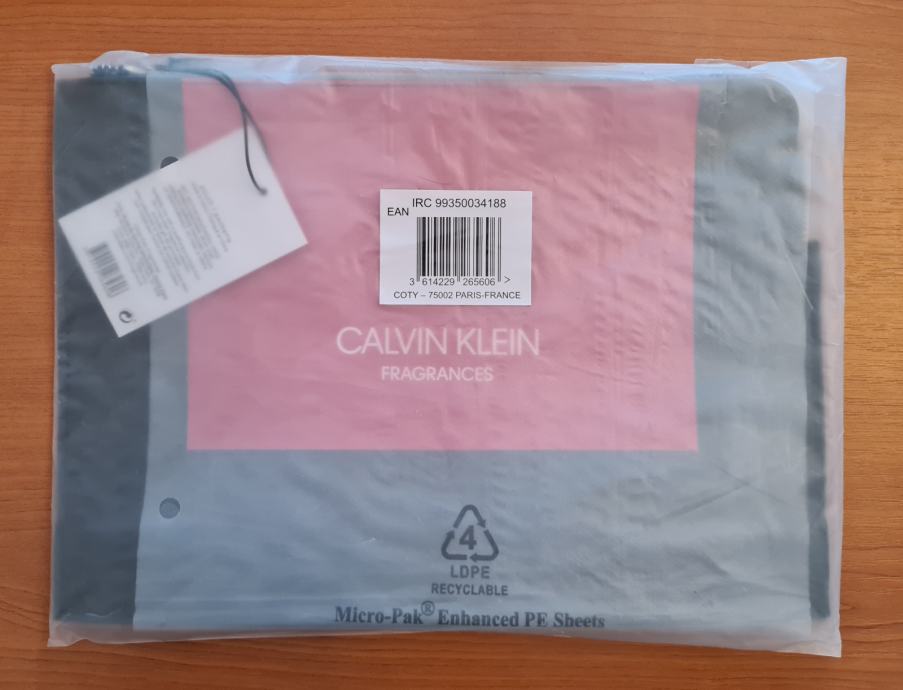 IRC 99350034188
EAN
3 614229 265606 >
COTY – 75002 PARIS-FRANCE
CALVIN KLEIN
FRAGRANCES
4
LDPE
RECYCLABLE
Micro-Pak® Enhanced PE Sheets